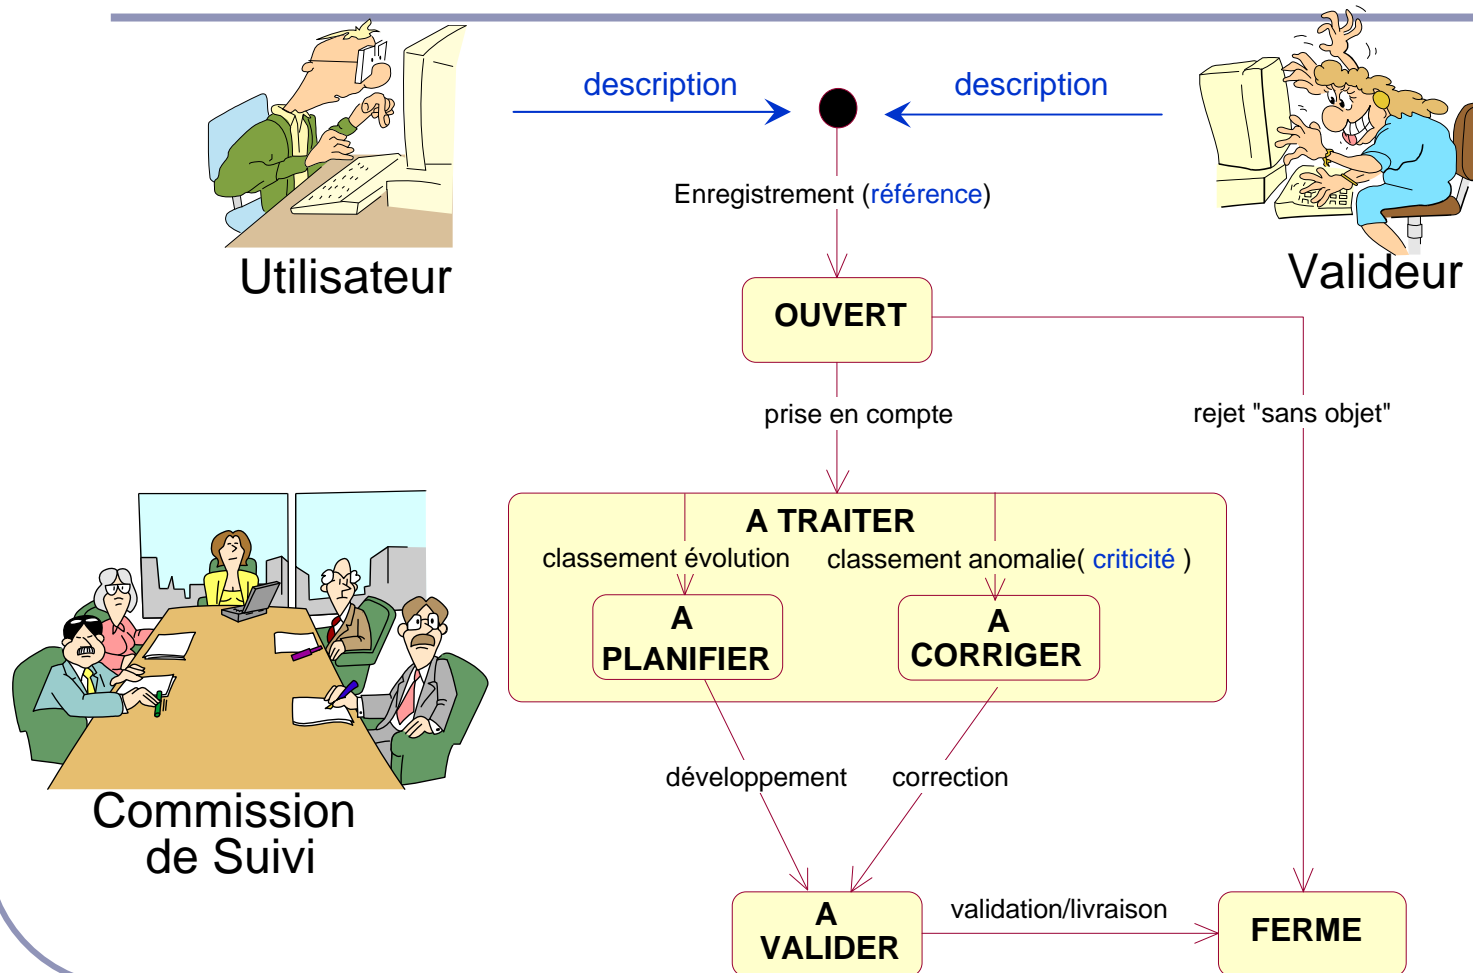 description
description
Enregistrement (référence)
Utilisateur
Valideur
OUVERT
prise en compte
rejet "sans objet"
A TRAITER
classement évolution
classement anomalie( criticité )
A
PLANIFIER
A
CORRIGER
développement
correction
Commission
de Suivi
A
VALIDER
validation/livraison
FERME